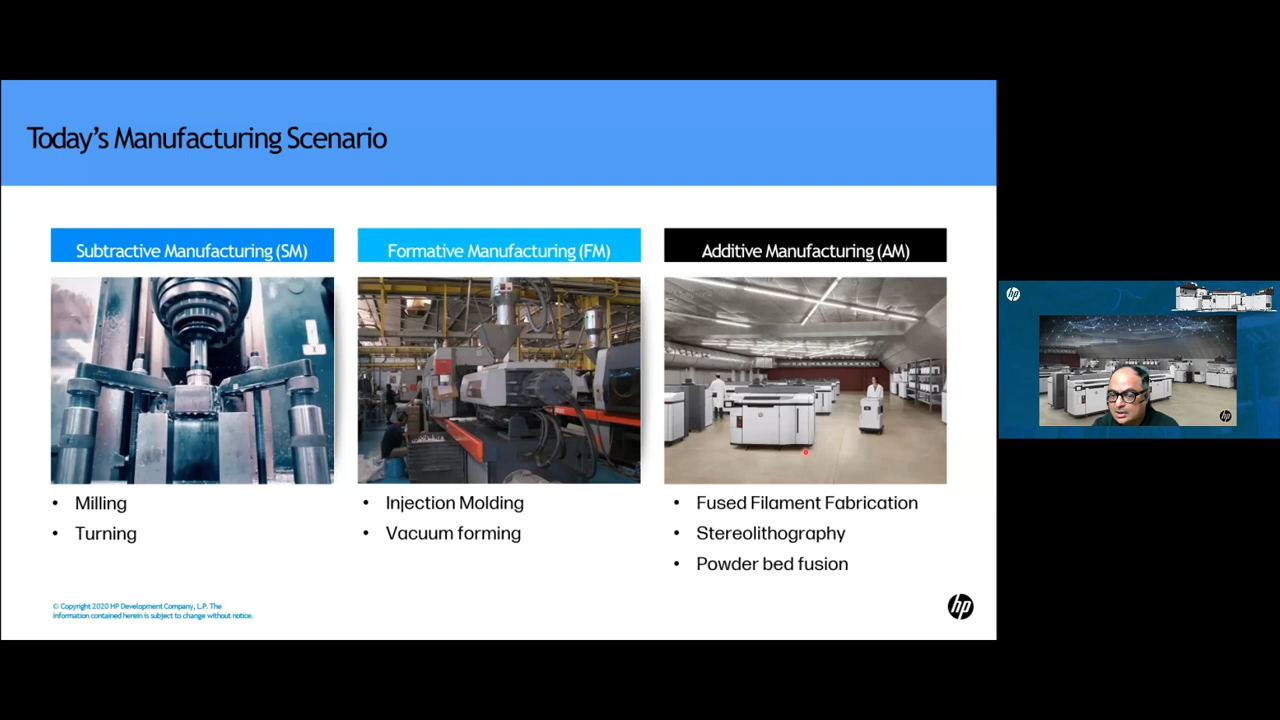 Today's Manufacturing Scenario
Subtractive Manufacturing (SM)
Formative Manufacturing (FM)
Additive Manufacturing (AM)
• Milling
• Turning
• Injection Molding
• Vacuum forming
• Fused Filament Fabrication
• Stereolithography
• Powder bed fusion
© Copyright 2020 HP Development Company, L.P. The
information contained herein is subject to change without notice.
hp
hp
hp